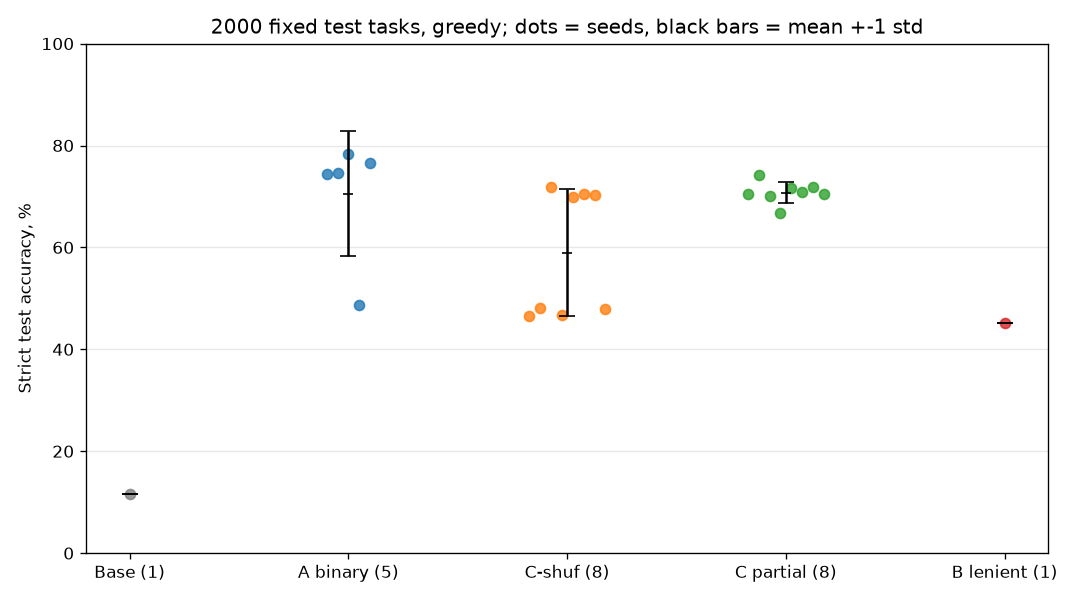 2000 fixed test tasks, greedy; dots = seeds, black bars = mean +-1 std
Strict test accuracy, %
100
80
60
40
20
0
Base (1)
A binary (5)
C-shuf (8)
C partial (8)
B lenient (1)